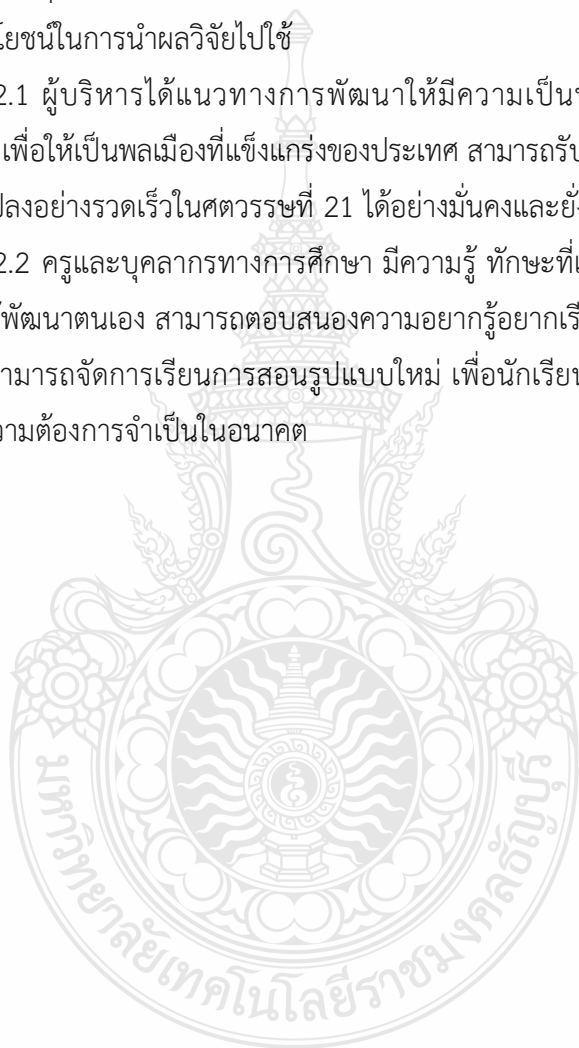 โยชน์ในการนำผลวิจัยไปใช้
2.1 ผู้บริหารได้แนวทางการพัฒนาให้มีความเป็น
เพื่อให้เป็นพลเมืองที่แข็งแกร่งของประเทศ สามารถรับ
ปลงอย่างรวดเร็วในศตวรรษที่ 21 ได้อย่างมั่นคงและยั่
2.2 ครูและบุคลากรทางการศึกษา มีความรู้ ทักษะที่
พัฒนาตนเอง สามารถตอบสนองความอยากรู้อยากเรี
ามารถจัดการเรียนการสอนรูปแบบใหม่ เพื่อนักเรียน
วามต้องการจำเป็นในอนาคต
มหาวิทยาลัยเทคโนโลยีราชมงคลธัญบุรี